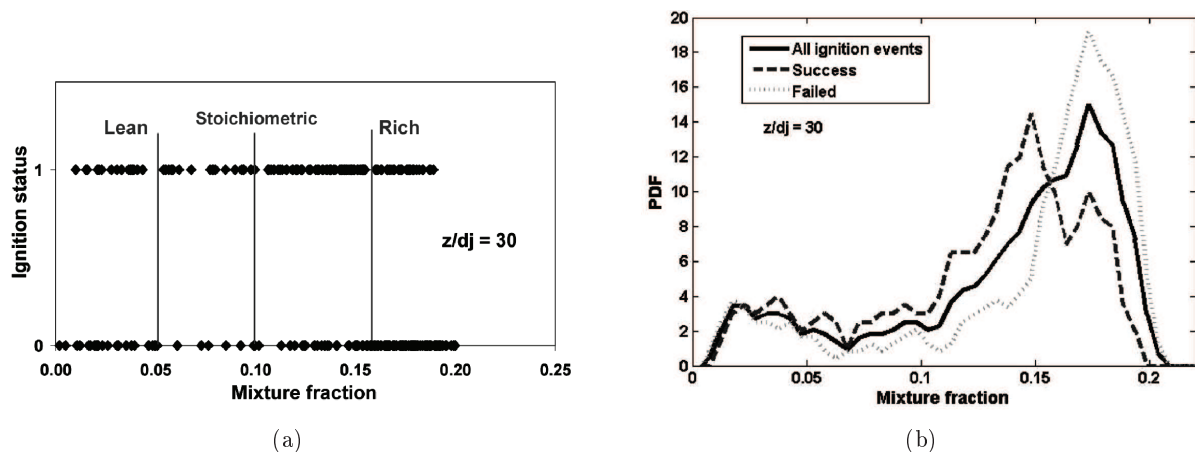 Ignition status
1
0
Lean
Stoichiometric
Rich
z/dj = 30
0.00 0.05 0.10 0.15 0.20 0.25
Mixture fraction
(a)
PDF
20
18
16
14
12
10
8
6
4
2
0
All ignition events
Success
Failed
z/dj = 30
0 0.05 0.1 0.15 0.2
Mixture fraction
(b)